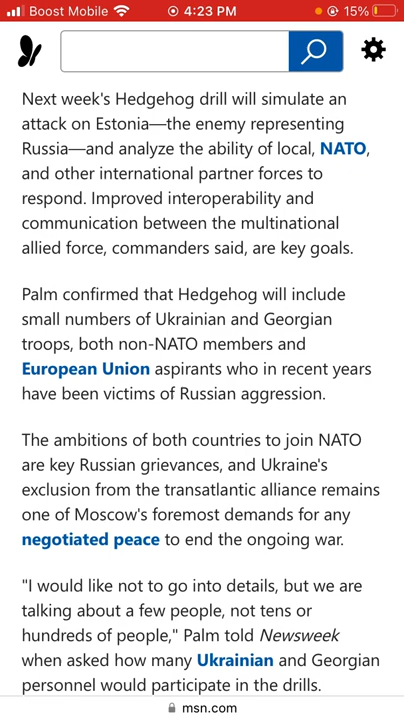 Boost Mobile 4:23 PM 15%
Next week's Hedgehog drill will simulate an
attack on Estonia—the enemy representing
Russia—and analyze the ability of local, NATO,
and other international partner forces to
respond. Improved interoperability and
communication between the multinational
allied force, commanders said, are key goals.
Palm confirmed that Hedgehog will include
small numbers of Ukrainian and Georgian
troops, both non-NATO members and
European Union aspirants who in recent years
have been victims of Russian aggression.
The ambitions of both countries to join NATO
are key Russian grievances, and Ukraine's
exclusion from the transatlantic alliance remains
one of Moscow's foremost demands for any
negotiated peace to end the ongoing war.
"I would like not to go into details, but we are
talking about a few people, not tens or
hundreds of people," Palm told Newsweek
when asked how many Ukrainian and Georgian
personnel would participate in the drills.
msn.com